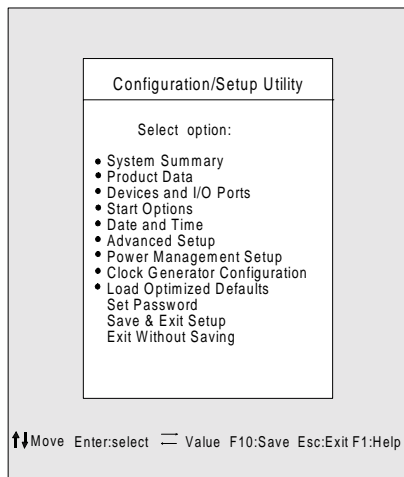 Configuration/Setup Utility
Select option:
• System Summary
• Product Data
• Devices and I/O Ports
• Start Options
• Date and Time
• Advanced Setup
• Power Management Setup
• Clock Generator Configuration
• Load Optimized Defaults
Set Password
Save & Exit Setup
Exit Without Saving
Move Enter:select Value F10:Save Esc:Exit F1:Help